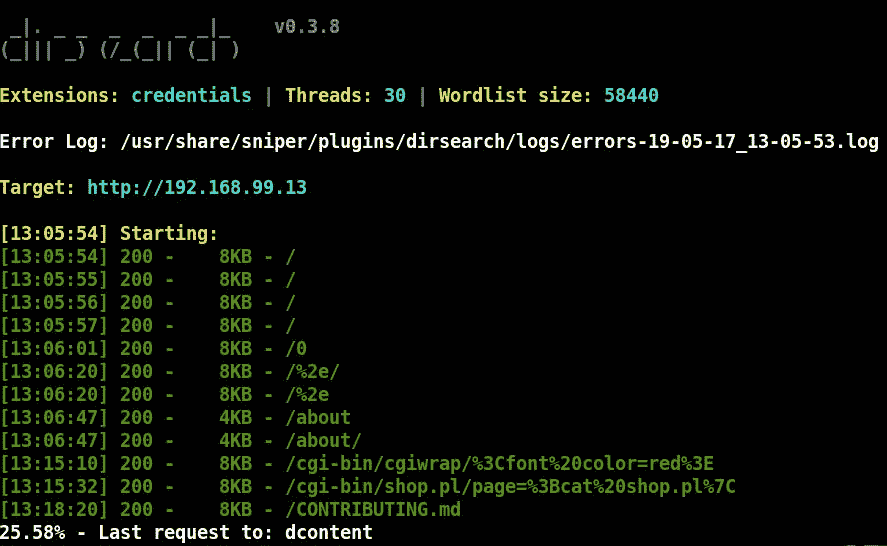 _|. _ _  _  _  _ _|_    v0.3.8
(_||| _) (/_(_|| (_| )
Extensions: credentials | Threads: 30 | Wordlist size: 58440
Error Log: /usr/share/sniper/plugins/dirsearch/logs/errors-19-05-17_13-05-53.log
Target: http://192.168.99.13
[13:05:54] Starting:
[13:05:54] 200 -    8KB - /
[13:05:55] 200 -    8KB - /
[13:05:56] 200 -    8KB - /
[13:05:57] 200 -    8KB - /
[13:06:01] 200 -    8KB - /0
[13:06:20] 200 -    8KB - /%2e/
[13:06:20] 200 -    8KB - /%2e
[13:06:47] 200 -    4KB - /about
[13:06:47] 200 -    4KB - /about/
[13:15:10] 200 -    8KB - /cgi-bin/cgiwrap/%3Cfont%20color=red%3E
[13:15:32] 200 -    8KB - /cgi-bin/shop.pl/page=%3Bcat%20shop.pl%7C
[13:18:20] 200 -    8KB - /CONTRIBUTING.md
25.58% - Last request to: dcontent